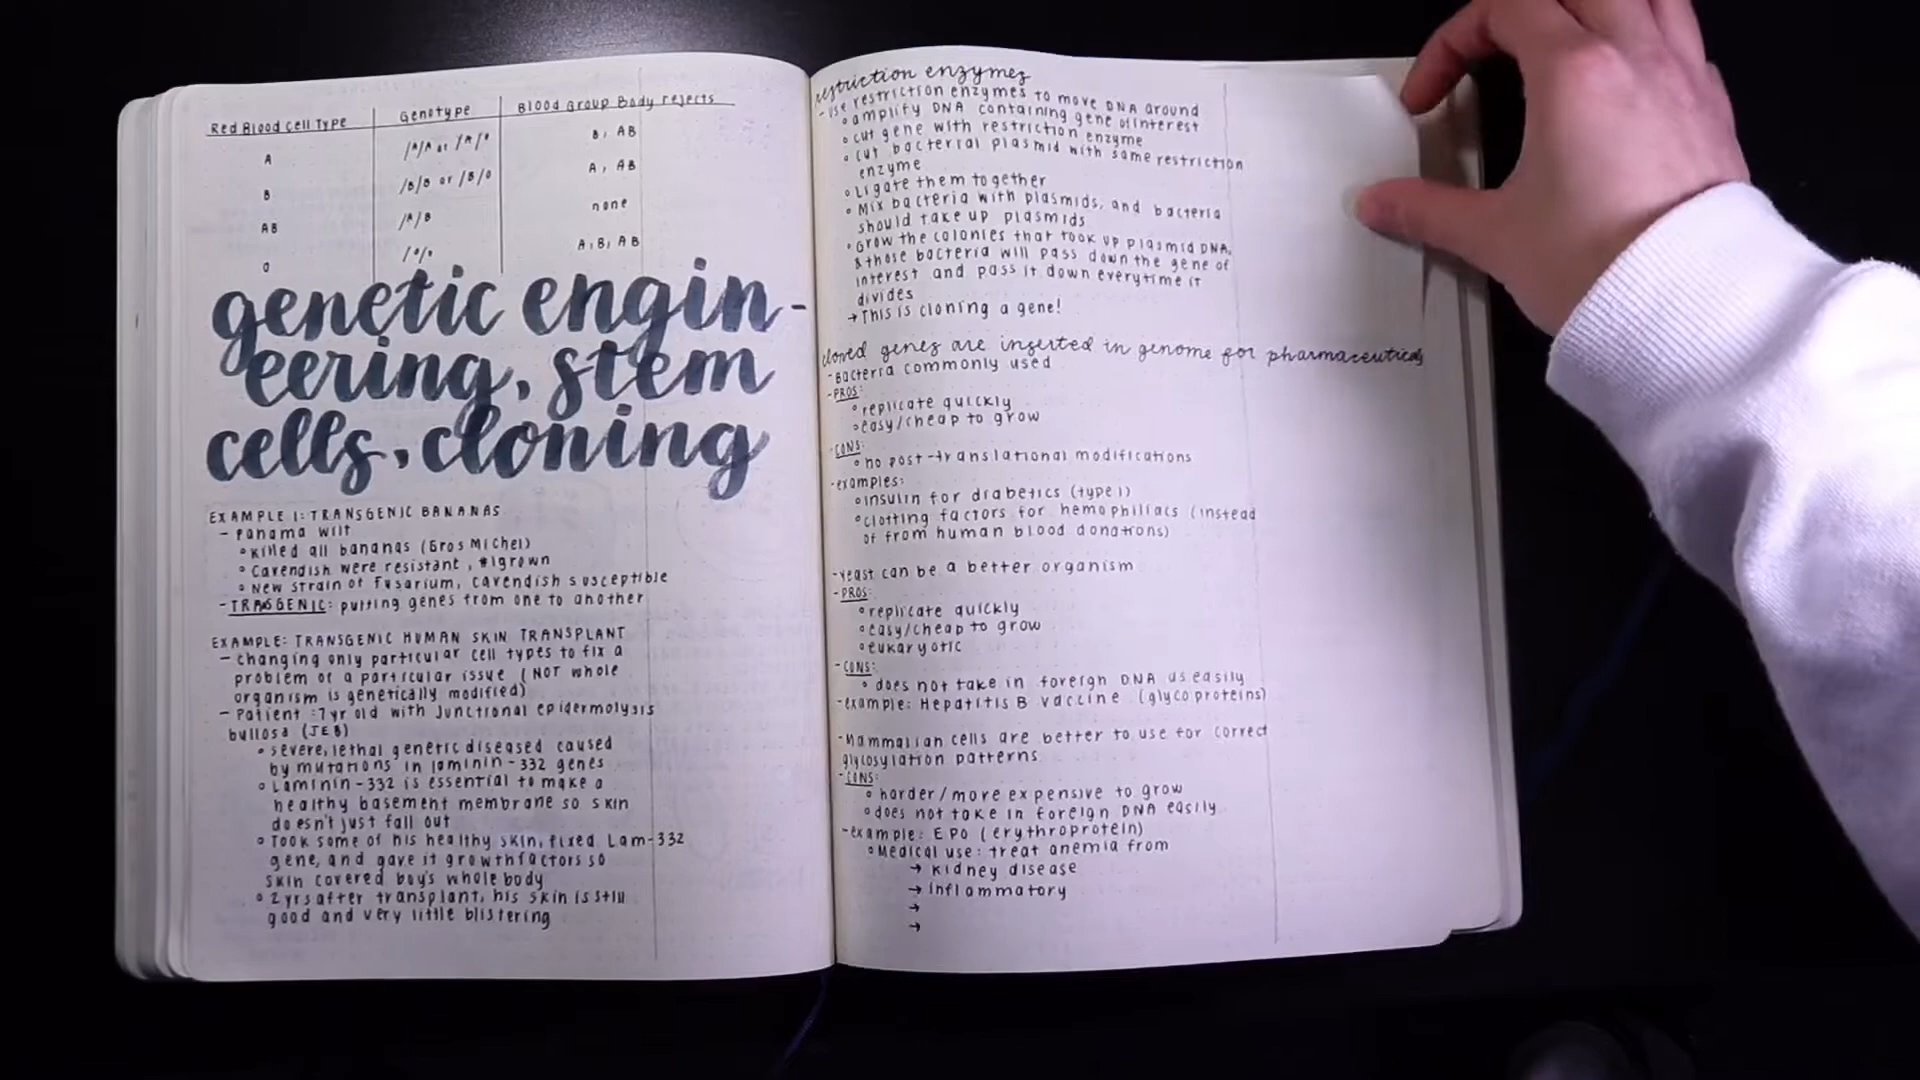 Red Blood Cell Type Genotype Blood Group Body rejects
A /A/A or /A/O B, AB
B /B/B or /B/O A, AB
AB /A/B none
O /O/O A, B, AB
genetic engin-
eering, stem
cells, cloning
EXAMPLE 1: TRANSGENIC BANANAS
- Panama wilt
° Killed all bananas (Gros Michel)
° Cavendish were resistant, #1 grown
° New strain of Fusarium, Cavendish susceptible
- TRASGENIC: putting genes from one to another
EXAMPLE: TRANSGENIC HUMAN SKIN TRANSPLANT
- changing only particular cell types to fix a
problem of a particular issue (NOT whole
organism is genetically modified)
- Patient: 7yr old with Junctional epidermolysis
bullosa (JEB)
° severe, lethal genetic diseased caused
by mutations in laminin-332 genes
° Laminin-332 is essential to make a
healthy basement membrane so skin
doesn't just fall out
° Took some of his healthy skin, fixed Lam-332
gene, and gave it growth factors so
skin covered boy's whole body
° 2 yrs after transplant, his skin is still
good and very little blistering
restriction enzymes
- use restriction enzymes to move DNA around
° amplify DNA containing gene of interest
° cut gene with restriction enzyme
° cut bacterial plasmid with same restriction
enzyme
° Ligate them together
° Mix bacteria with plasmids, and bacteria
should take up plasmids
° Grow the colonies that took up plasmid DNA,
& those bacteria will pass down the gene of
interest and pass it down everytime it
divides
→ This is cloning a gene!
cloned genes are inserted in genome for pharmaceuticals
- Bacteria commonly used
- PROS:
° replicate quickly
° easy/cheap to grow
- CONS:
° no post-translational modifications
- examples:
° insulin for diabetics (type 1)
° clotting factors for hemophiliacs (instead
of from human blood donations)
- yeast can be a better organism
- PROS:
° replicate quickly
° easy/cheap to grow
° eukaryotic
- CONS:
° does not take in foreign DNA as easily
- example: Hepatitis B vaccine (glycoproteins)
- Mammalian cells are better to use for correct
glycosylation patterns
- CONS:
° harder/more expensive to grow
° does not take in foreign DNA easily
- example: EPO (erythroprotein)
° Medical use: treat anemia from
→ kidney disease
→ inflammatory
→
→